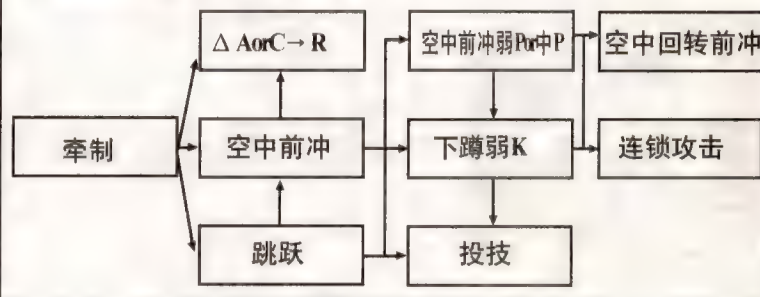 Δ AorC→ R
空中前冲弱Por中P
空中回转前冲
牵制
空中前冲
下蹲弱K
连锁攻击
跳跃
投技